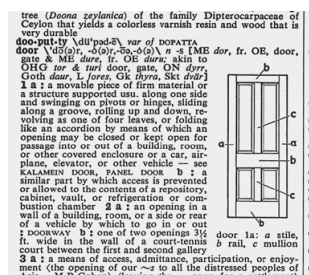 tree (Doona zeylanica) of the family Dipterocarpaceae of
Ceylon that yields a colorless varnish resin and wood that is
very durable
doo·put·ty \də'pəd·ē\ var of DOPATTA
door \'dō(ə)r, -ó(ə)r, -ōə, -ó(ə)\ n -s [ME dor, fr. OE, door,
gate & ME dure, fr. OE duru; akin to
OHG tor & turi door, gate, ON dyrr,
Goth daur, L fores, Gk thyra, Skt dvār]
1 a : a movable piece of firm material or
a structure supported usu. along one side
and swinging on pivots or hinges, sliding
along a groove, rolling up and down, re-
volving as one of four leaves, or folding
like an accordion by means of which an
opening may be closed or kept open for
passage into or out of a building, room,
or other covered enclosure or a car, air-
plane, elevator, or other vehicle — see
KALAMEIN DOOR, PANEL DOOR b : a
similar part by which access is prevented
or allowed to the contents of a repository,
cabinet, vault, or refrigeration or com-
bustion chamber 2 a : an opening in a
wall of a building, room, or a side or rear
of a vehicle by which to go in or out
: DOORWAY b : one of two openings 3½
ft. wide in the wall of a court-tennis
court between the first and second gallery
3 a : a means of access, admittance, participation, or enjoy-
ment ⟨the opening of our ~s to all the distressed peoples of
b
c
a
a
b
c
b
door 1a: a stile,
b rail, c mullion